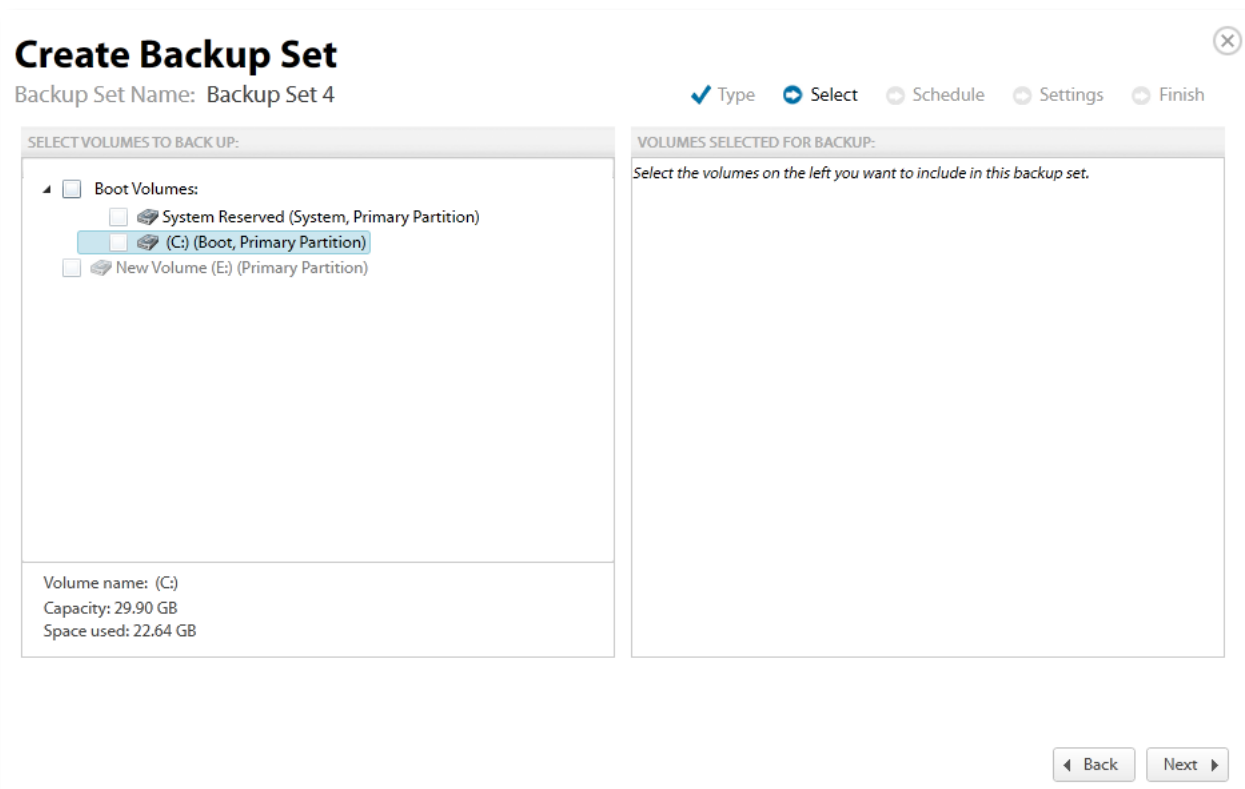 Create Backup Set
Backup Set Name: Backup Set 4
Type Select Schedule Settings Finish
SELECT VOLUMES TO BACK UP:
Boot Volumes:
System Reserved (System, Primary Partition)
(C:) (Boot, Primary Partition)
New Volume (E:) (Primary Partition)
Volume name: (C:)
Capacity: 29.90 GB
Space used: 22.64 GB
VOLUMES SELECTED FOR BACKUP:
Select the volumes on the left you want to include in this backup set.
Back Next